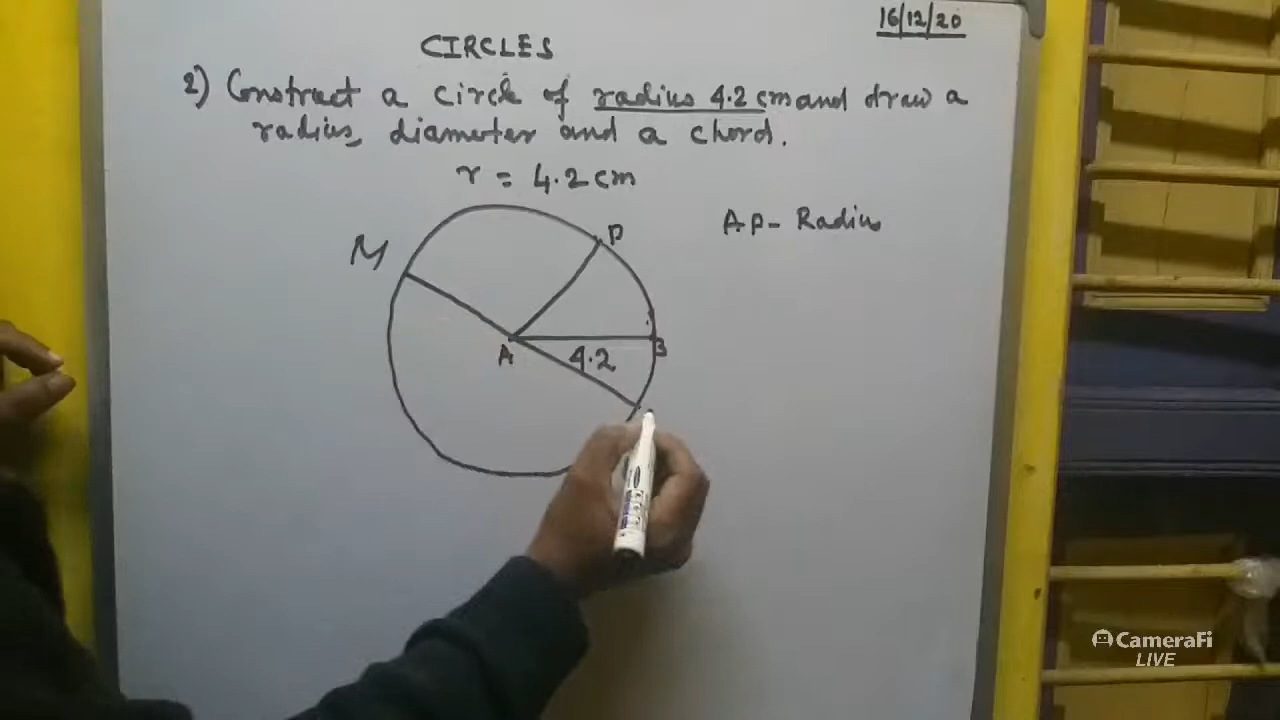 16/12/20
CIRCLES
2) Construct a circle of radius 4.2 cm and draw a
radius, diameter and a chord.
r = 4.2 cm
AP - Radius
M
P
A
4.2
B
CameraFi
LIVE